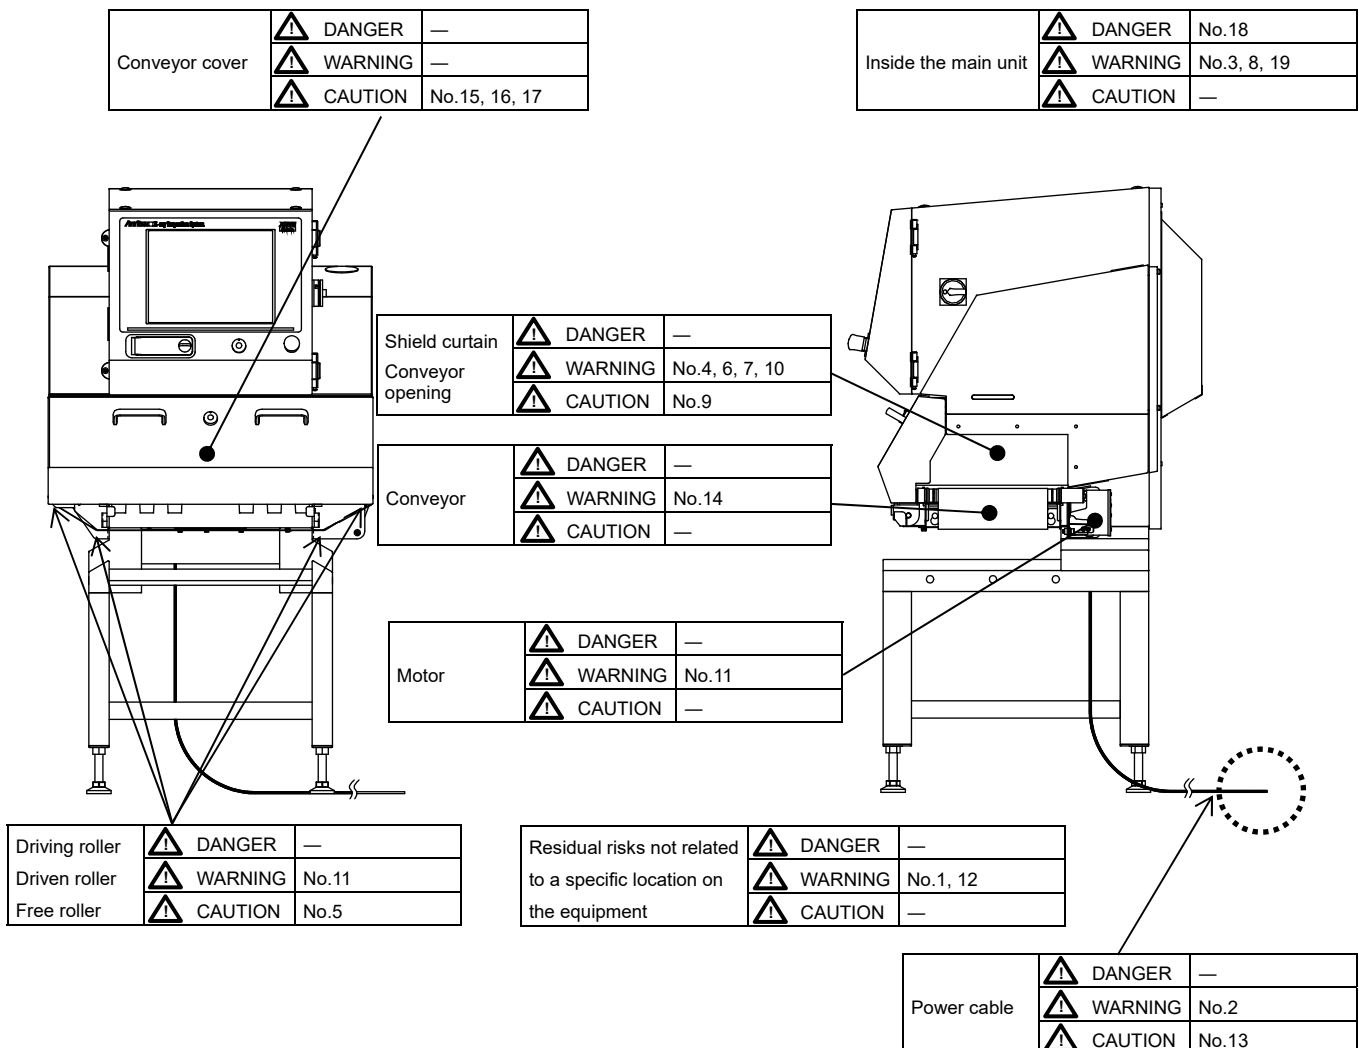 Conveyor cover
DANGER —
WARNING —
CAUTION No.15, 16, 17
Inside the main unit
DANGER No.18
WARNING No.3, 8, 19
CAUTION —
X-ray Inspection System
Shield curtain
Conveyor
opening
DANGER —
WARNING No.4, 6, 7, 10
CAUTION No.9
Conveyor
DANGER —
WARNING No.14
CAUTION —
Motor
DANGER —
WARNING No.11
CAUTION —
Driving roller
Driven roller
Free roller
DANGER —
WARNING No.11
CAUTION No.5
Residual risks not related
to a specific location on
the equipment
DANGER —
WARNING No.1, 12
CAUTION —
Power cable
DANGER —
WARNING No.2
CAUTION No.13